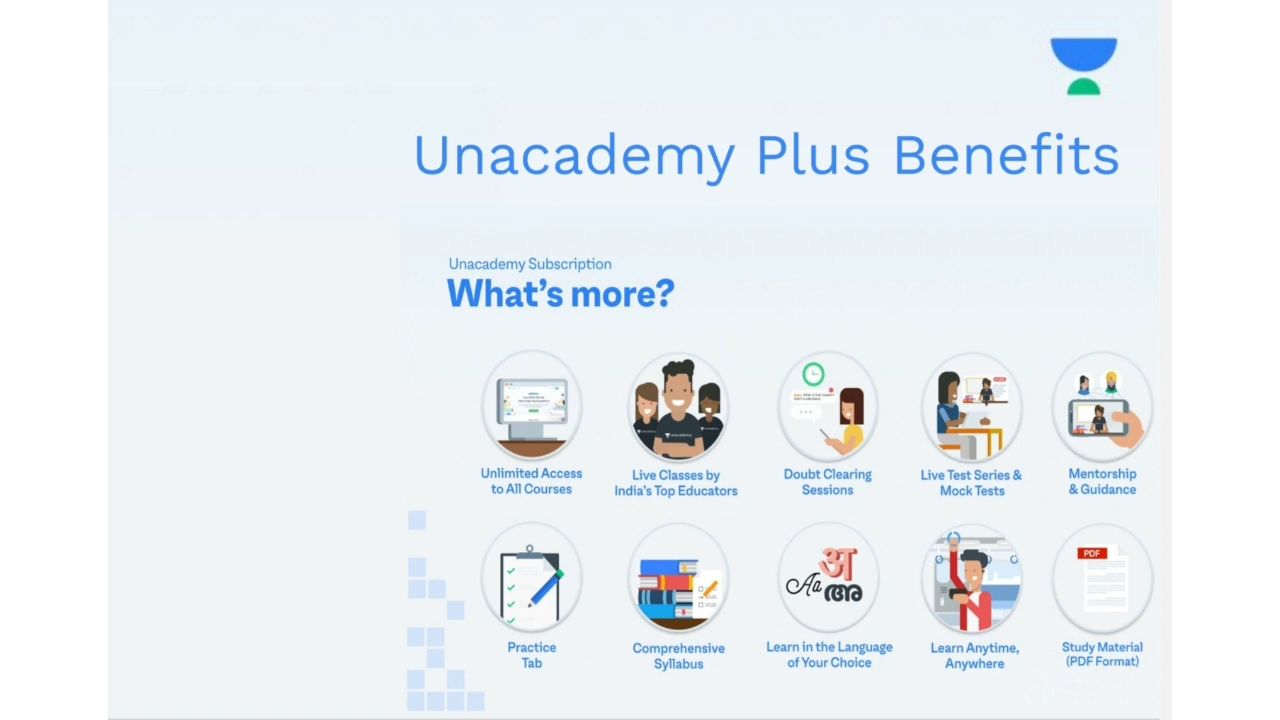 Unacademy Plus Benefits
Unacademy Subscription
What's more?
Unlimited Access
to All Courses
Live Classes by
India's Top Educators
Doubt Clearing
Sessions
Live Test Series &
Mock Tests
Mentorship
& Guidance
Aa
अ
അ
PDF
Practice
Tab
Comprehensive
Syllabus
Learn in the Language
of Your Choice
Learn Anytime,
Anywhere
Study Material
(PDF Format)